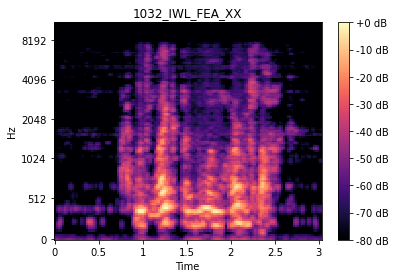 1032_IWL_FEA_XX
+0 dB
8192
-10 dB
4096
-20 dB
-30 dB
2048
Hz
-40 dB
1024
-50 dB
512
-60 dB
-70 dB
0
-80 dB
0 0.5 1 1.5 2 2.5 3
Time